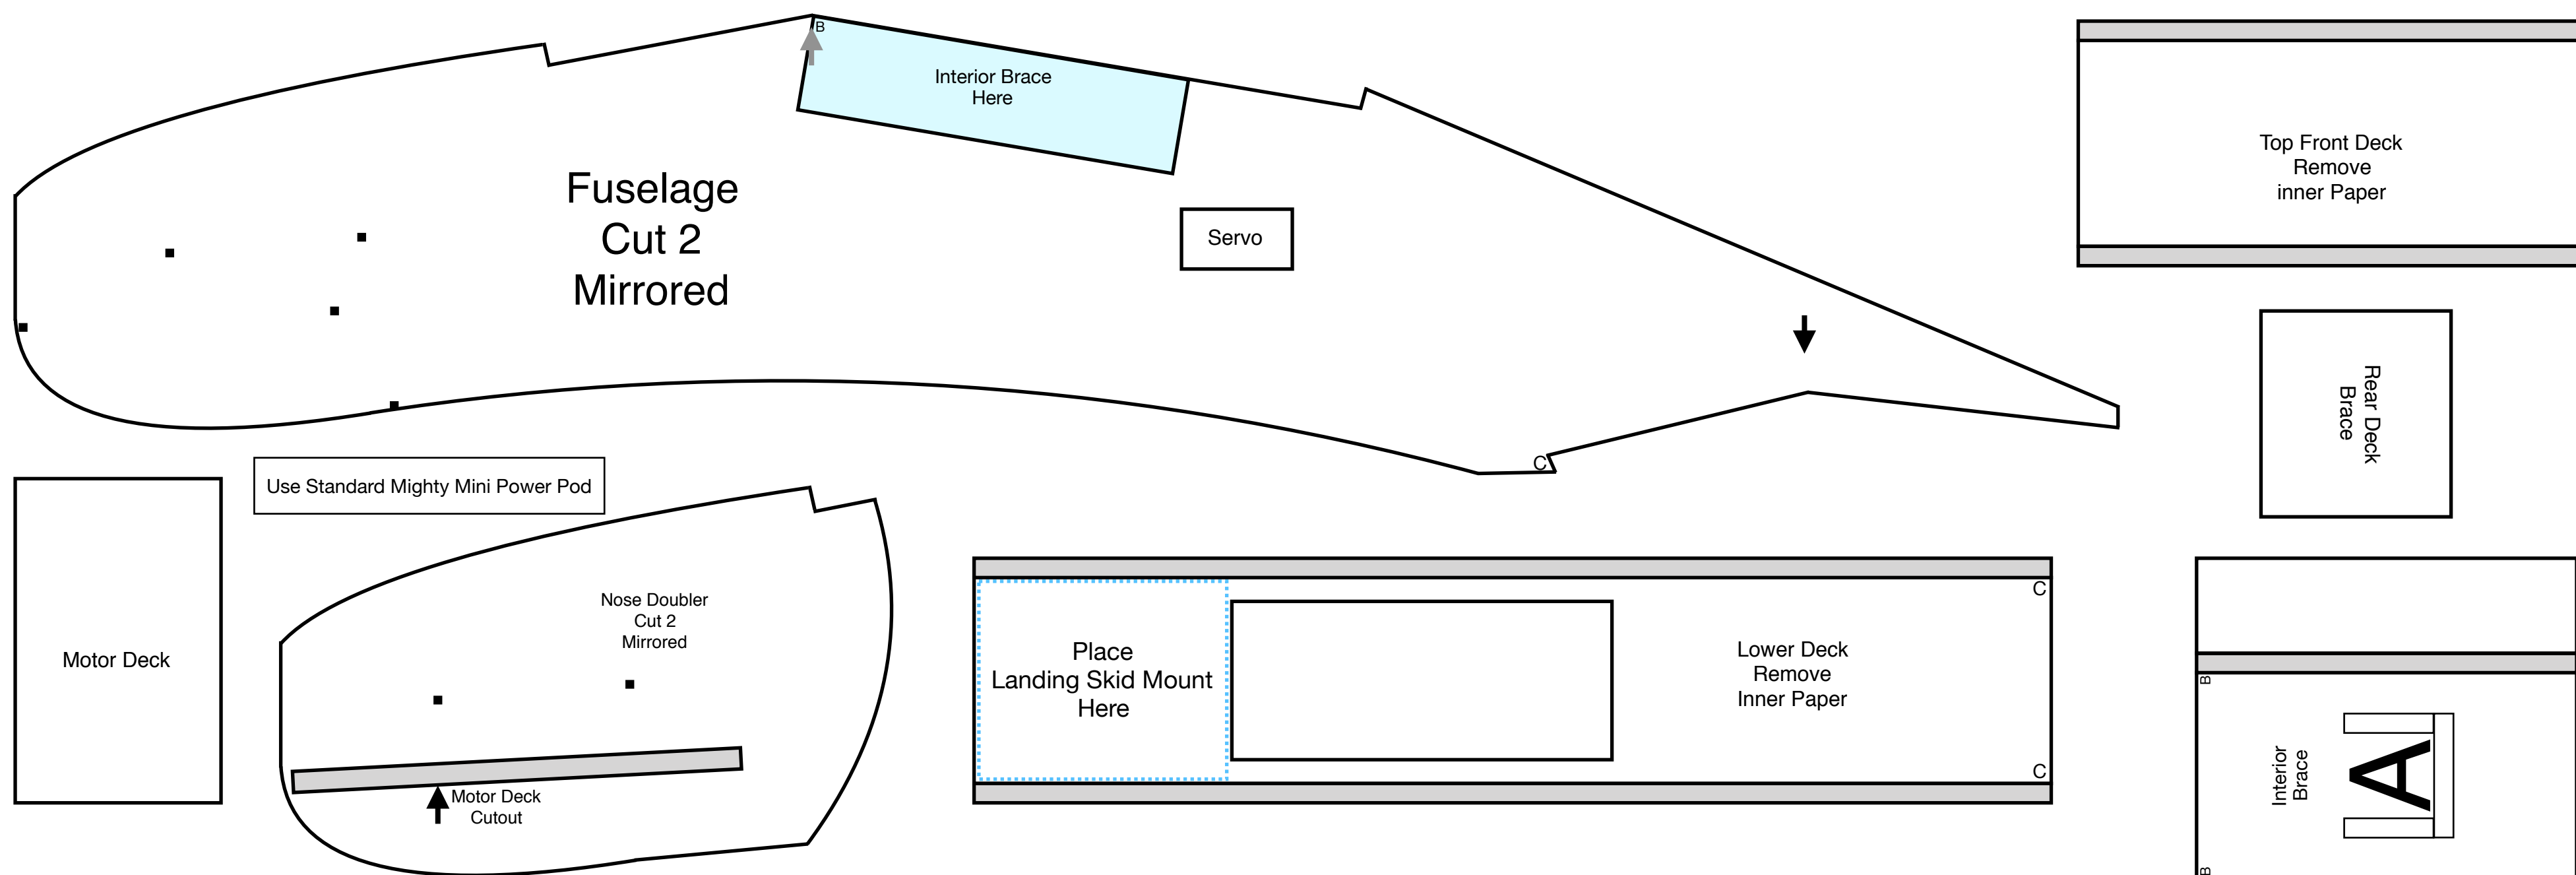 B
Interior Brace
Here
Fuselage
Cut 2
Mirrored
Servo
Top Front Deck
Remove
inner Paper
Rear Deck
Brace
C
Use Standard Mighty Mini Power Pod
Motor Deck
Nose Doubler
Cut 2
Mirrored
Motor Deck
Cutout
Place
Landing Skid Mount
Here
Lower Deck
Remove
Inner Paper
C
C
B
Interior
Brace
A
B